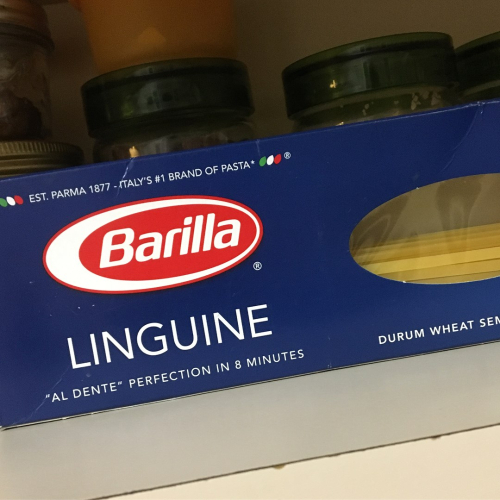 EST. PARMA 1877 - ITALY'S #1 BRAND OF PASTA* ®
Barilla ®
LINGUINE
"AL DENTE" PERFECTION IN 8 MINUTES
DURUM WHEAT SEM